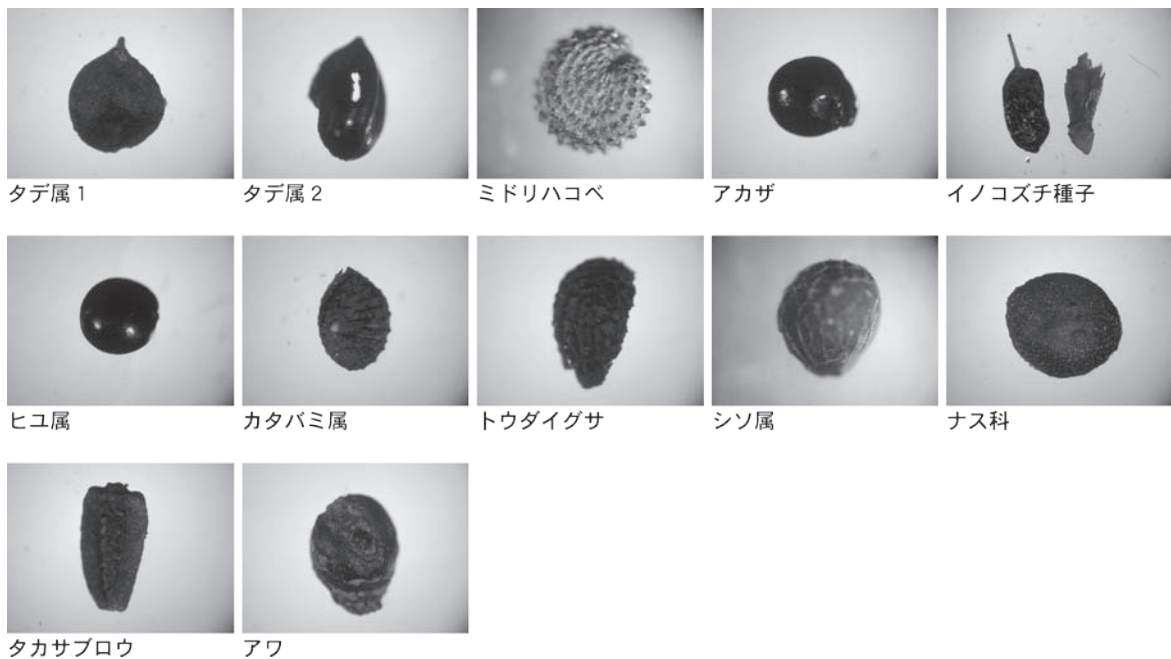 タデ属1
タデ属2
ミドリハコベ
アカザ
イノコズチ種子
ヒユ属
カタバミ属
トウダイグサ
シソ属
ナス科
タカサブロウ
アワ